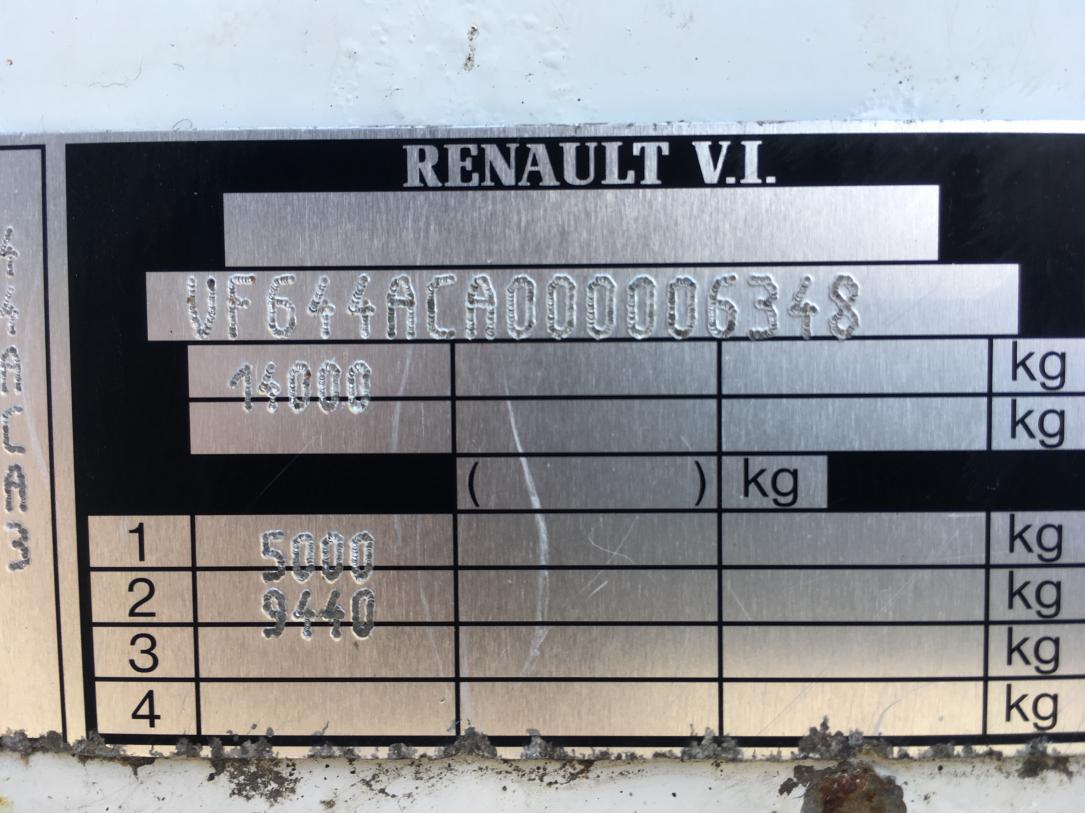 RENAULT V.I.
VF644ACA000006348
14000 kg
kg
( ) kg
1 5000 kg
2 9440 kg
3 kg
4 kg